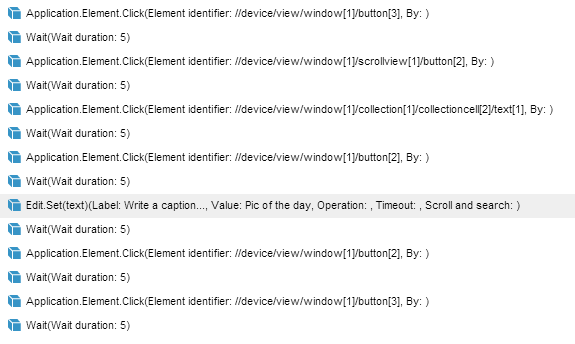 Application.Element.Click(Element identifier: //device/view/window[1]/button[3], By: )
Wait(Wait duration: 5)
Application.Element.Click(Element identifier: //device/view/window[1]/scrollview[1]/button[2], By: )
Wait(Wait duration: 5)
Application.Element.Click(Element identifier: //device/view/window[1]/collection[1]/collectioncell[2]/text[1], By: )
Wait(Wait duration: 5)
Application.Element.Click(Element identifier: //device/view/window[1]/button[2], By: )
Wait(Wait duration: 5)
Edit.Set(text)(Label: Write a caption..., Value: Pic of the day, Operation: , Timeout: , Scroll and search: )
Wait(Wait duration: 5)
Application.Element.Click(Element identifier: //device/view/window[1]/button[2], By: )
Wait(Wait duration: 5)
Application.Element.Click(Element identifier: //device/view/window[1]/button[3], By: )
Wait(Wait duration: 5)